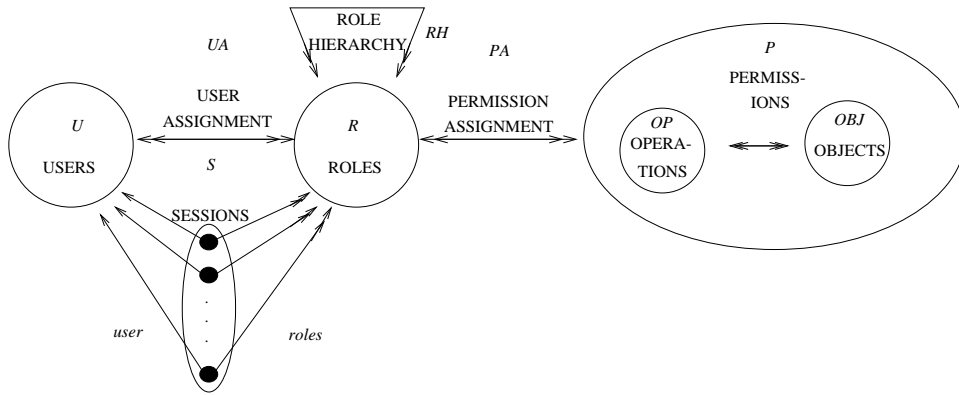 ROLE
HIERARCHY
RH
UA
PA
P
PERMISS-
IONS
USER
ASSIGNMENT
PERMISSION
ASSIGNMENT
U
USERS
R
ROLES
OP
OPERA-
TIONS
OBJ
OBJECTS
S
SESSIONS
.
.
.
.
user
roles